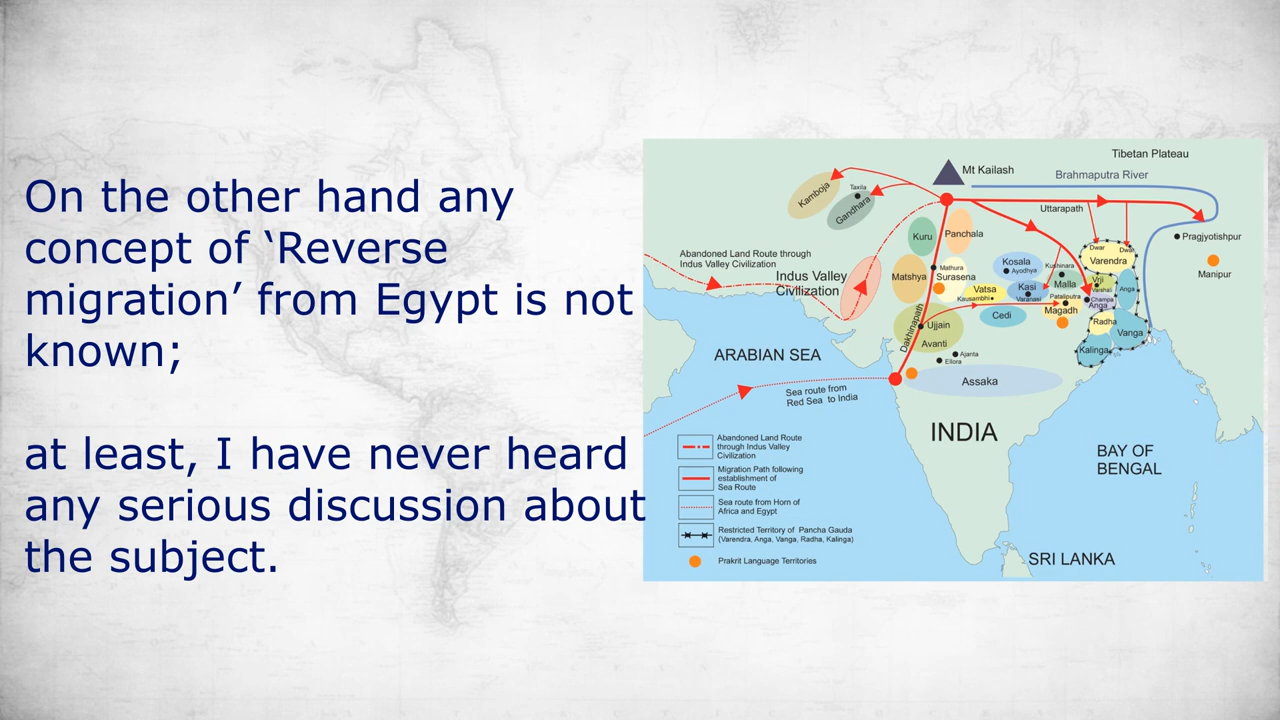 On the other hand any
concept of ‘Reverse
migration’ from Egypt is not
known;
at least, I have never heard
any serious discussion about
the subject.
Tibetan Plateau
Mt Kailash
Brahmaputra River
Kamboja
Taxila
Gandhara
Uttarapath
Pragjyotishpur
Manipur
Kuru
Panchala
Dwar
Dwar
Varendra
Abandoned Land Route through
Indus Valley Civilization
Indus Valley
Civilization
Matshya
Mathura
Surasena
Kosala
Ayodhya
Kushinara
Malla
Vrji
Vaishali
Anga
Vatsa
Kausambhi
Kasi
Varanasi
Pataliputra
Magadh
Champa
Anga
Cedi
Radha
Vanga
Kalinga
Dakhinapath
Ujjain
Avanti
Ajanta
Ellora
ARABIAN SEA
Sea route from
Red Sea to India
Assaka
INDIA
BAY OF
BENGAL
SRI LANKA
Abandoned Land Route
through Indus Valley
Civilization
Migration Path following
establishment of
Sea Route
Sea route from Horn of
Africa and Egypt
Restricted Territory of Pancha Gauda
(Varendra, Anga, Vanga, Radha, Kalinga)
Prakrit Language Territories